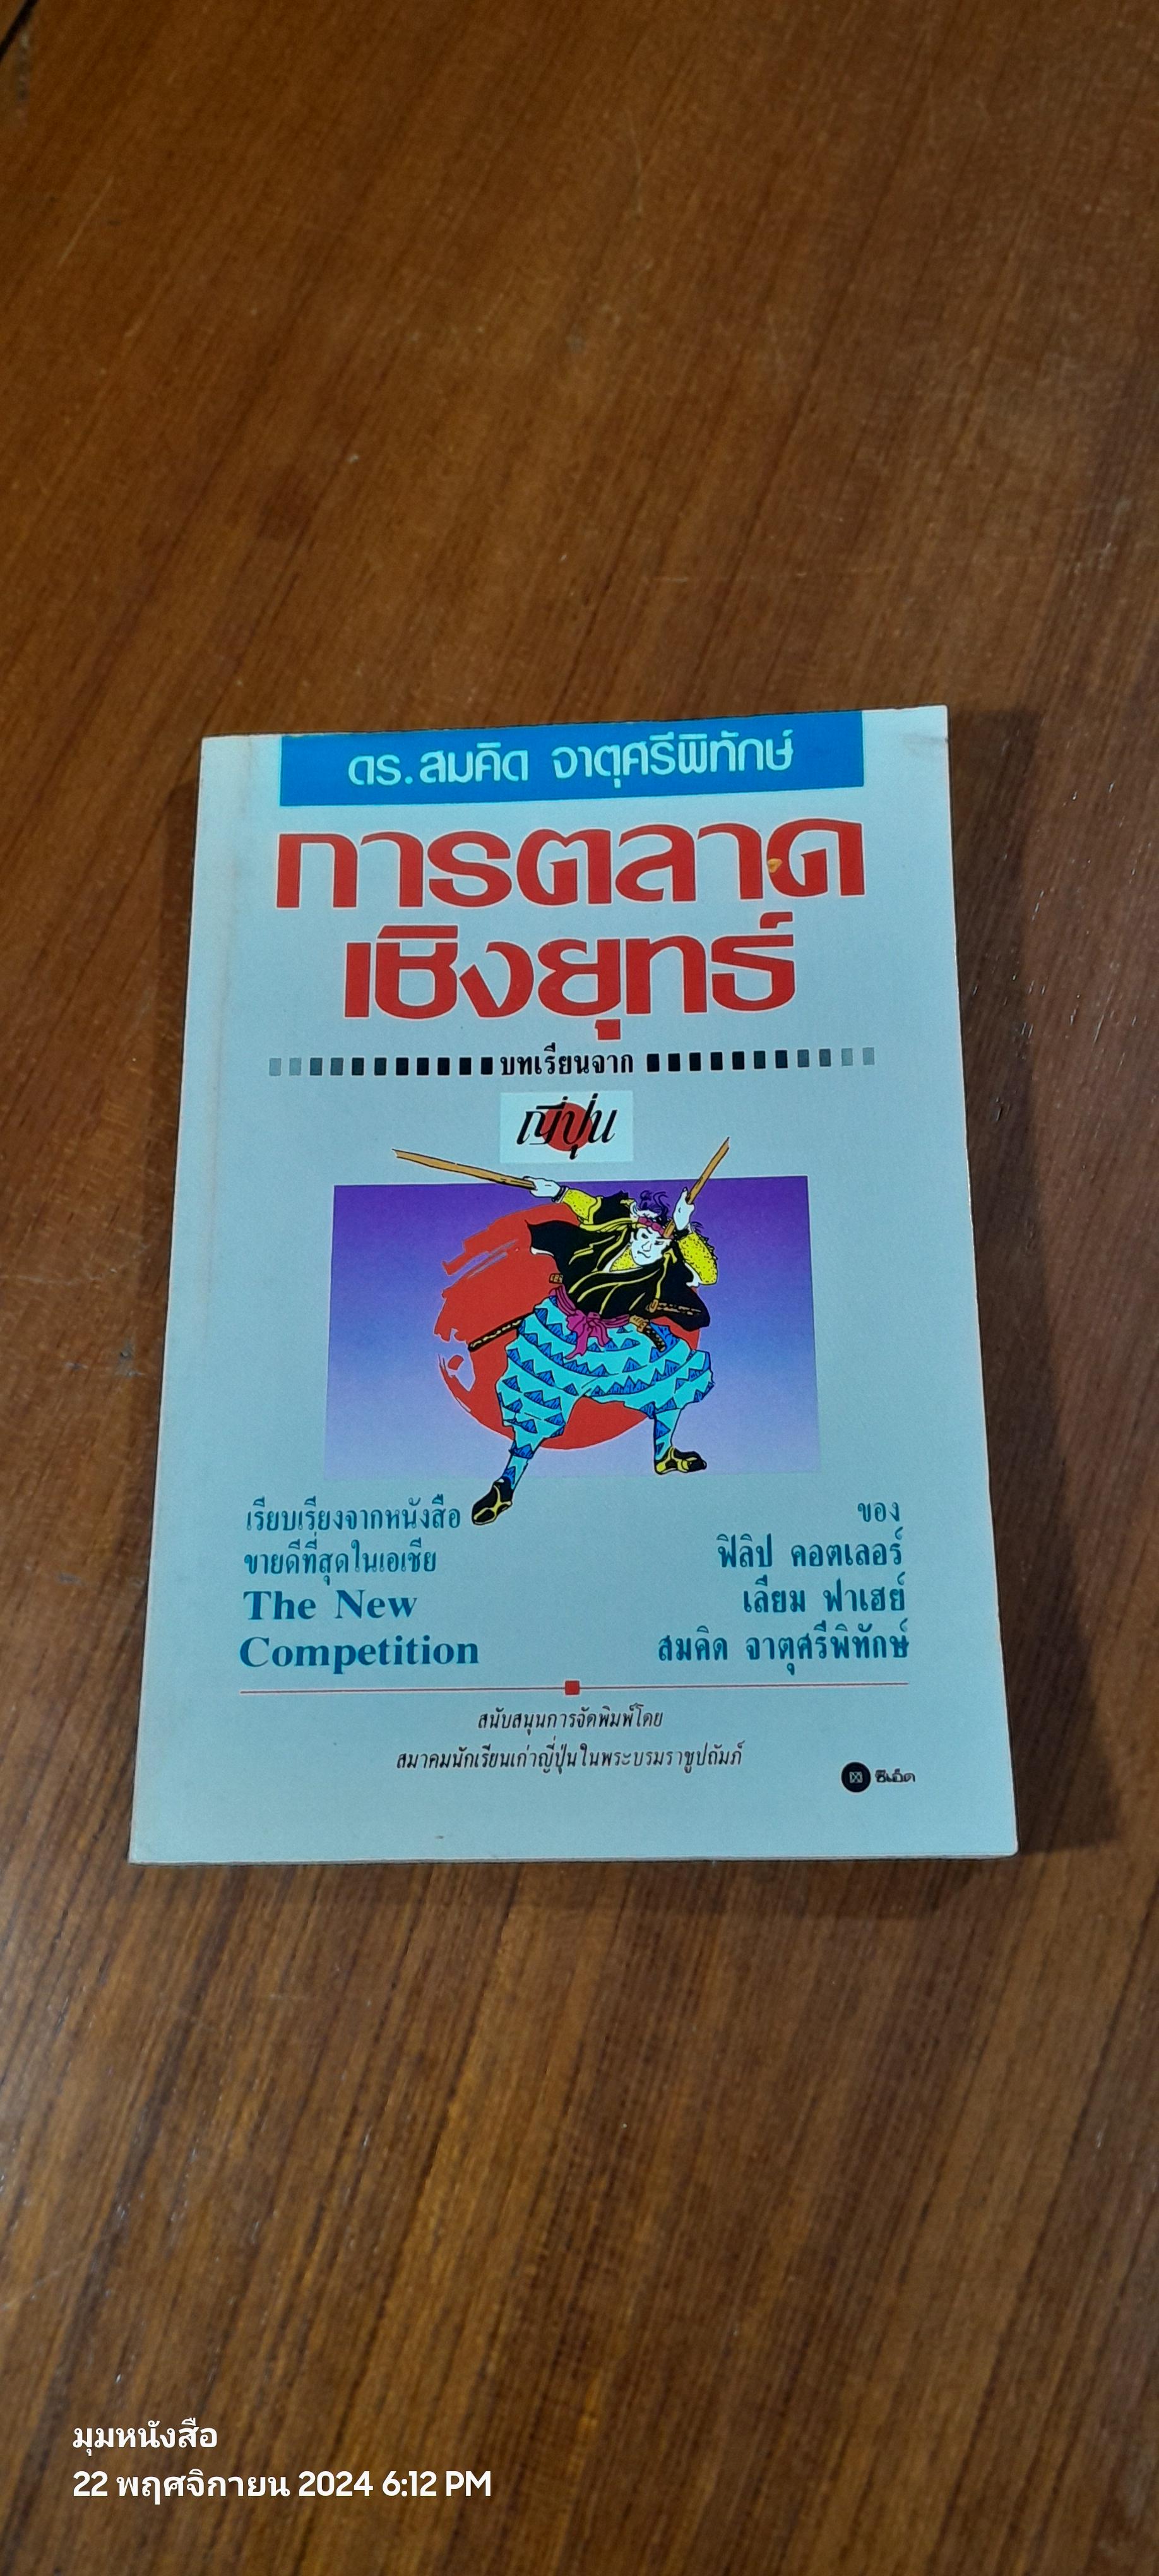 ดร.สมคิด จาตุศรีพิทักษ์
การตลาด
เชิงยุทธ์
บทเรียนจาก
ญี่ปุ่น
เรียบเรียงจากหนังสือ
ขายดีที่สุดในเอเชีย
The New
Competition
ของ
ฟิลิป คอตเลอร์
เลียม ฟาเฮย์
สมคิด จาตุศรีพิทักษ์
สนับสนุนการจัดพิมพ์โดย
สมาคมนักเรียนเก่าญี่ปุ่นในพระบรมราชูปถัมภ์
ซีเอ็ด
มุมหนังสือ
22 พฤศจิกายน 2024 6:12 PM